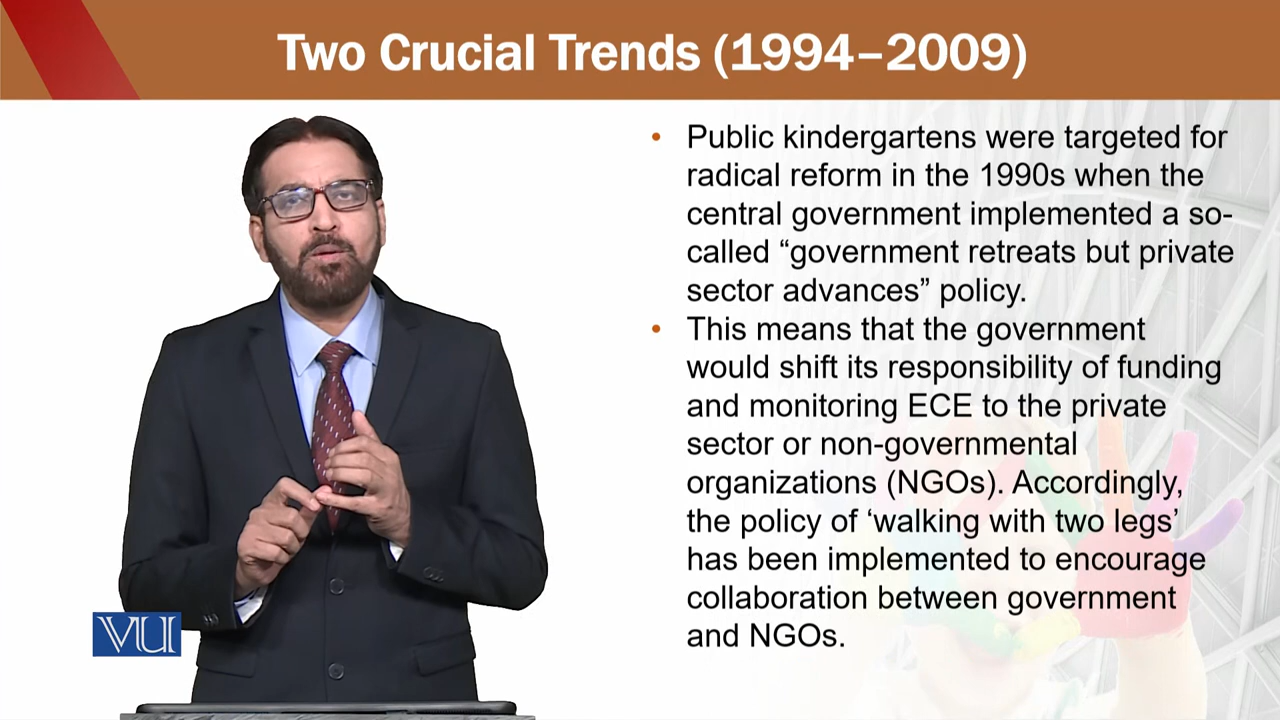 Two Crucial Trends (1994–2009)
• Public kindergartens were targeted for
radical reform in the 1990s when the
central government implemented a so-
called “government retreats but private
sector advances” policy.
• This means that the government
would shift its responsibility of funding
and monitoring ECE to the private
sector or non-governmental
organizations (NGOs). Accordingly,
the policy of ‘walking with two legs’
has been implemented to encourage
collaboration between government
and NGOs.
VU